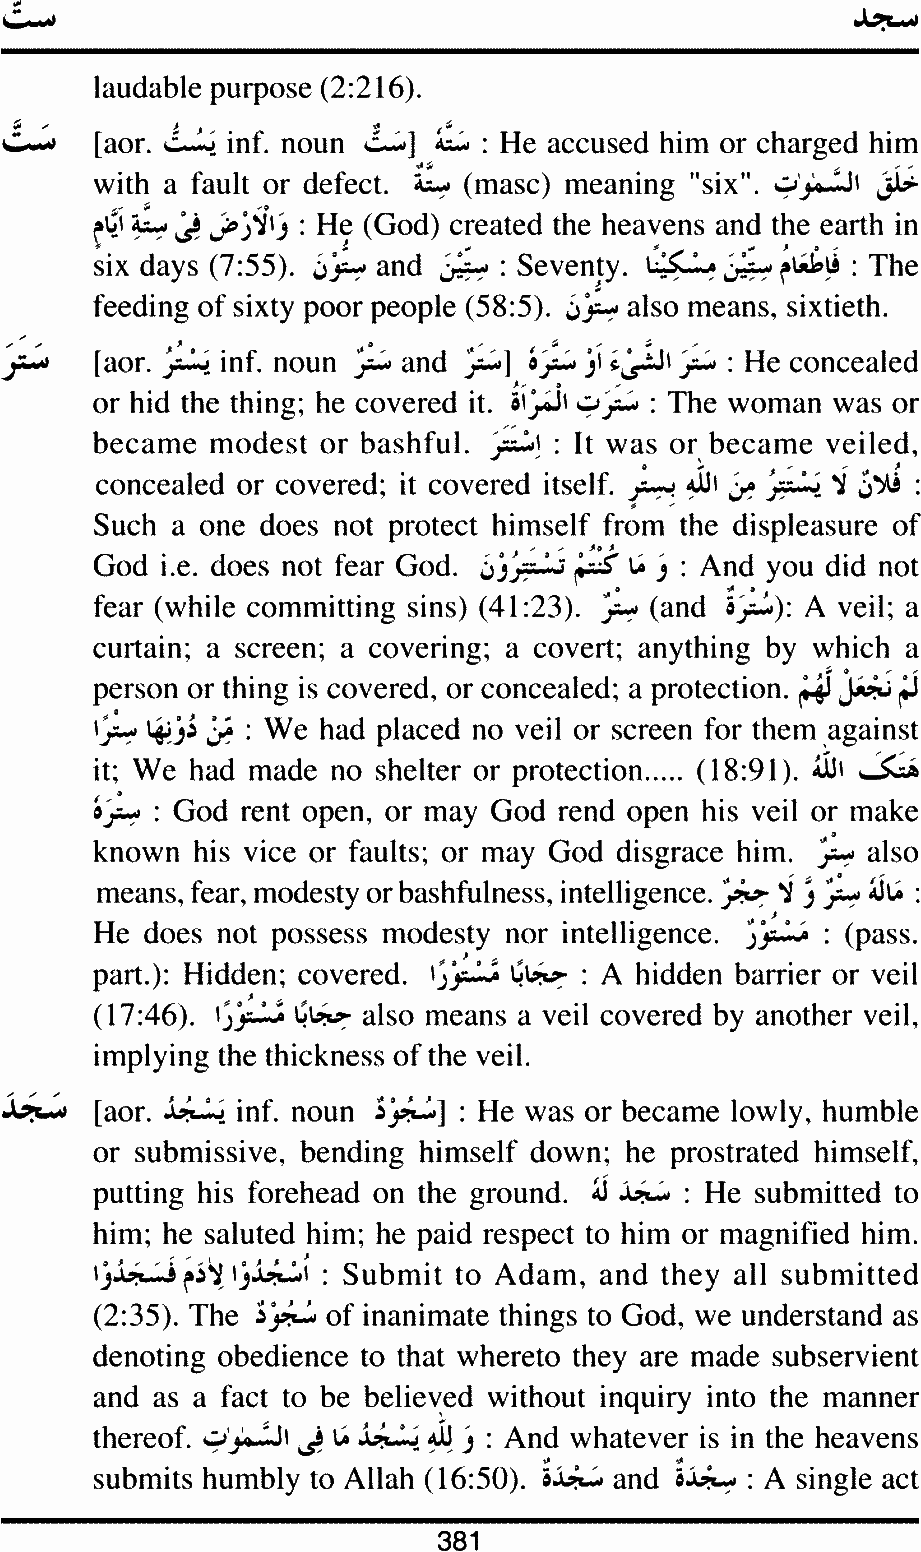 ستّ سجد
laudable purpose (2:216).
سَتَّ [aor. يَسُتُّ inf. noun سَتٌّ] سَتَّهُ : He accused him or charged him
with a fault or defect. سِتَّةٌ (masc) meaning "six". خَلَقَ السَّمٰوٰتِ
وَالْاَرْضَ فِيْ سِتَّةِ اَيَّامٍ : He (God) created the heavens and the earth in
six days (7:55). سِتُّوْنَ and سِتِّيْنَ : Seventy. فَاِطْعَامُ سِتِّيْنَ مِسْكِيْنًا : The
feeding of sixty poor people (58:5). سِتُّوْنَ also means, sixtieth.
سَتَرَ [aor. يَسْتُرُ inf. noun سِتْرٌ and سَتْرٌ] سَتَرَ الشَّيْءَ اَوْ سَتَّرَهُ : He concealed
or hid the thing; he covered it. سَتَرَتِ الْمَرْاَةُ : The woman was or
became modest or bashful. اِسْتَتَرَ : It was or became veiled,
concealed or covered; it covered itself. فُلَانٌ لَا يَسْتَتِرُ مِنَ اللّٰهِ بِسِتْرٍ :
Such a one does not protect himself from the displeasure of
God i.e. does not fear God. وَ مَا كُنْتُمْ تَسْتَتِرُوْنَ : And you did not
fear (while committing sins) (41:23). سِتْرٌ (and سُتْرَةٌ): A veil; a
curtain; a screen; a covering; a covert; anything by which a
person or thing is covered, or concealed; a protection. لَمْ نَجْعَلْ لَّهُمْ
مِّنْ دُوْنِهَا سِتْرًا : We had placed no veil or screen for them against
it; We had made no shelter or protection..... (18:91). هَتَكَ اللّٰهُ
سِتْرَهُ : God rent open, or may God rend open his veil or make
known his vice or faults; or may God disgrace him. سِتْرٌ also
means, fear, modesty or bashfulness, intelligence. مَالَهُ سِتْرٌ وَّ لَا حِجْرٌ :
He does not possess modesty nor intelligence. مَسْتُوْرٌ : (pass.
part.): Hidden; covered. حِجَابًا مَّسْتُوْرًا : A hidden barrier or veil
(17:46). حِجَابًا مَّسْتُوْرًا also means a veil covered by another veil,
implying the thickness of the veil.
سَجَدَ [aor. يَسْجُدُ inf. noun سُجُوْدٌ] : He was or became lowly, humble
or submissive, bending himself down; he prostrated himself,
putting his forehead on the ground. سَجَدَ لَهُ : He submitted to
him; he saluted him; he paid respect to him or magnified him.
اُسْجُدُوْا لِاٰدَمَ فَسَجَدُوْا : Submit to Adam, and they all submitted
(2:35). The سُجُوْدٌ of inanimate things to God, we understand as
denoting obedience to that whereto they are made subservient
and as a fact to be believed without inquiry into the manner
thereof. وَ لِلّٰهِ يَسْجُدُ مَا فِي السَّمٰوٰتِ : And whatever is in the heavens
submits humbly to Allah (16:50). سَجْدَةٌ and سِجْدَةٌ : A single act
381